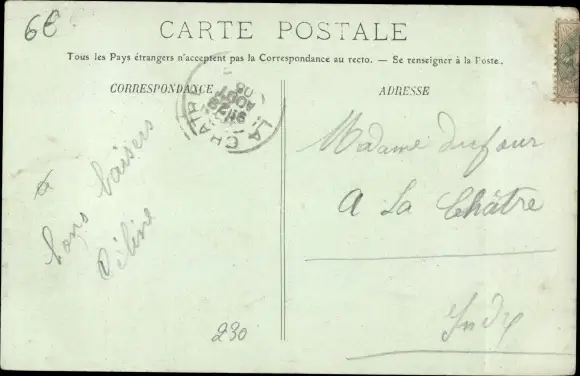 6€
CARTE POSTALE
Tous les Pays étrangers n'acceptent pas la Correspondance au recto. — Se renseigner à la Poste.
CORRESPONDANCE
LA CHATRE
AOUT
05
bons baisers
Céline
230
ADRESSE
Madame Dufour
A La Châtre
Indre